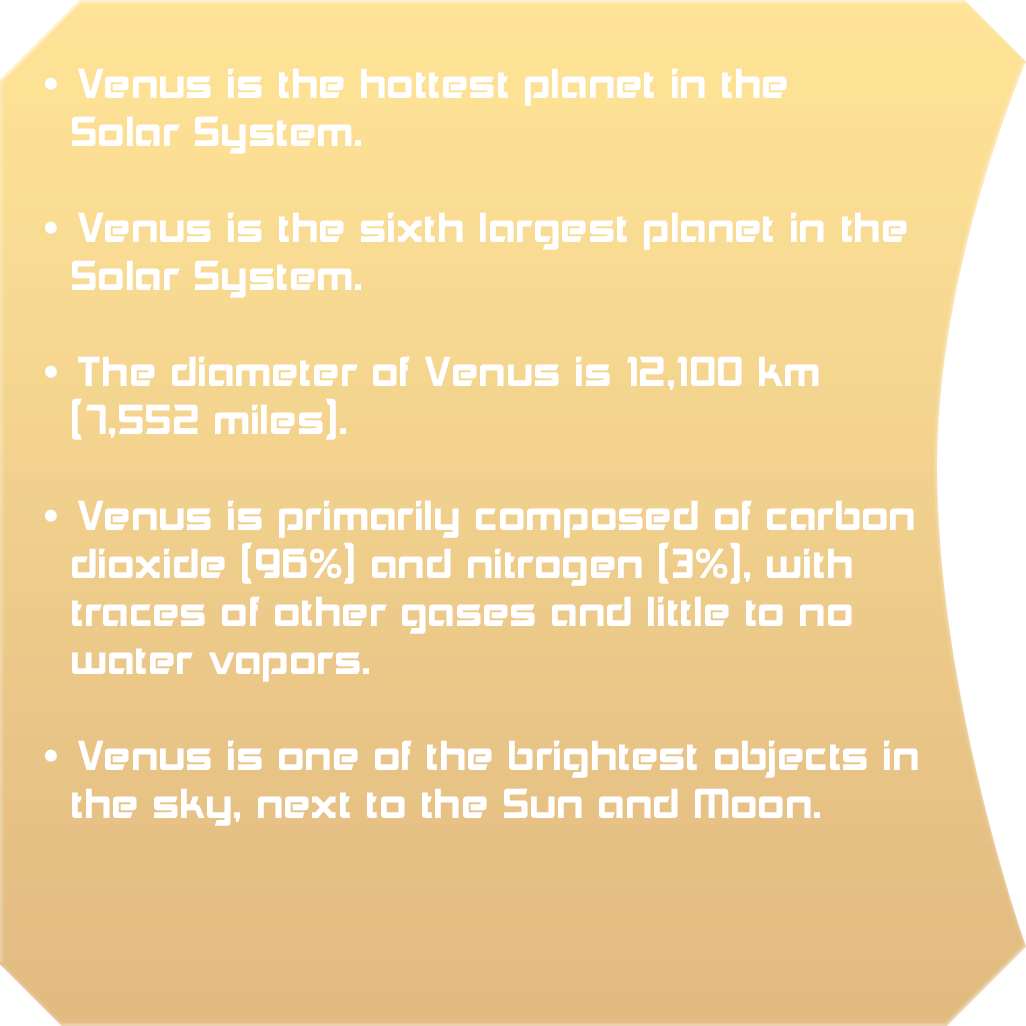 • Venus is the hottest planet in the
Solar System.
• Venus is the sixth largest planet in the
Solar System.
• The diameter of Venus is 12,100 km
(7,552 miles).
• Venus is primarily composed of carbon
dioxide (96%) and nitrogen (3%), with
traces of other gases and little to no
water vapors.
• Venus is one of the brightest objects in
the sky, next to the Sun and Moon.